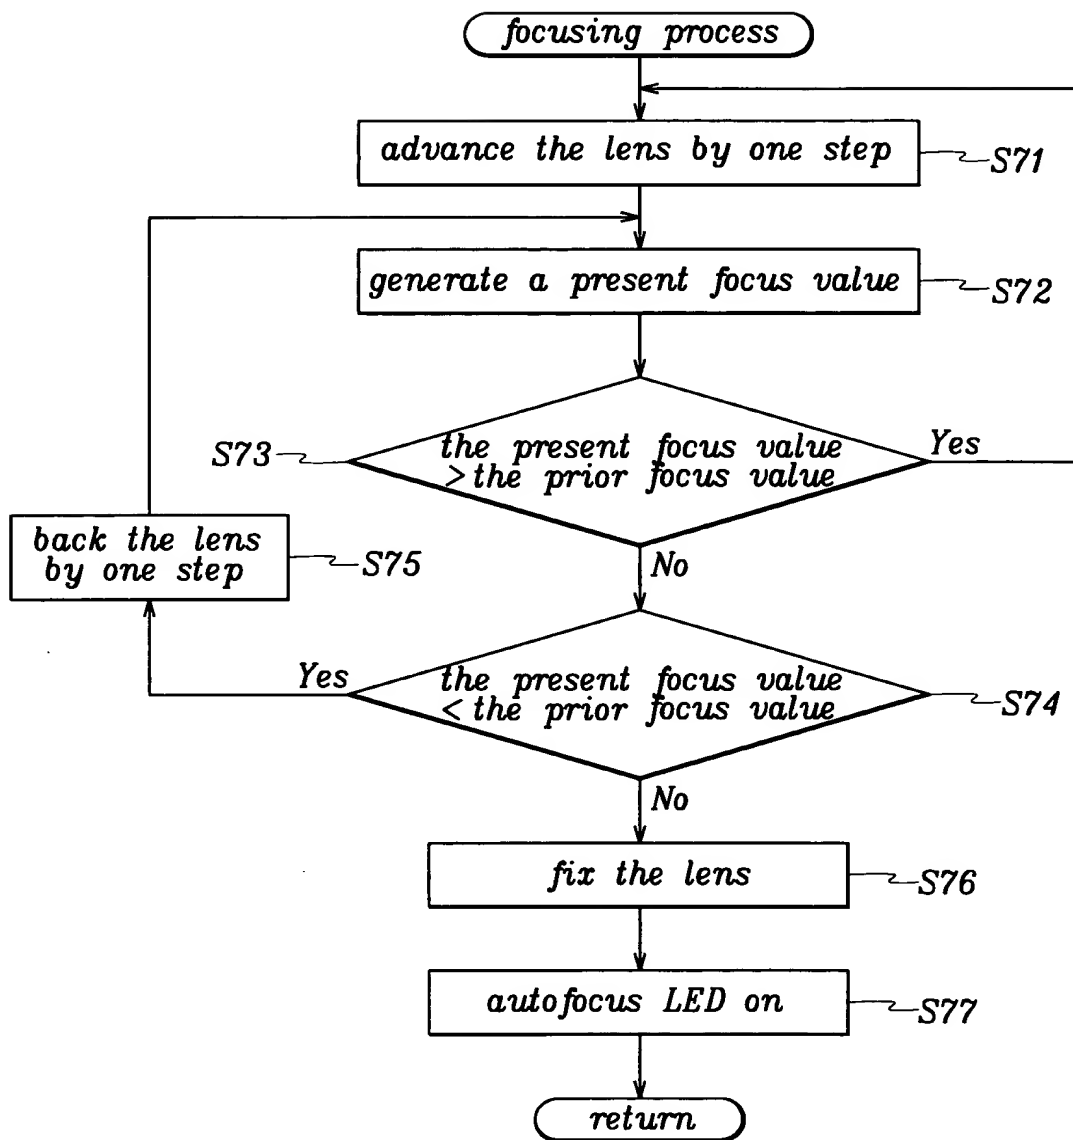 focusing process
advance the lens by one step
S71
generate a present focus value
S72
S73
the present focus value
> the prior focus value
Yes
No
back the lens
by one step
S75
Yes
the present focus value
< the prior focus value
S74
No
fix the lens
S76
autofocus LED on
S77
return